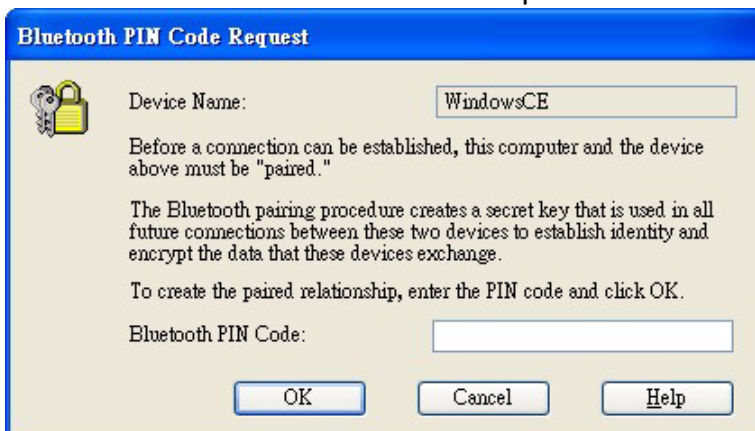 Bluetooth PIN Code Request
Device Name: WindowsCE
Before a connection can be established, this computer and the device
above must be "paired."
The Bluetooth pairing procedure creates a secret key that is used in all
future connections between these two devices to establish identity and
encrypt the data that these devices exchange.
To create the paired relationship, enter the PIN code and click OK.
Bluetooth PIN Code:
OK Cancel Help